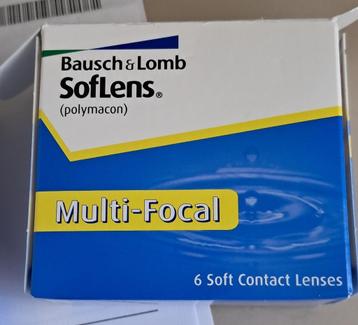 Bausch & Lomb
SofLens®
(polymacon)
Multi-Focal
6 Soft Contact Lenses